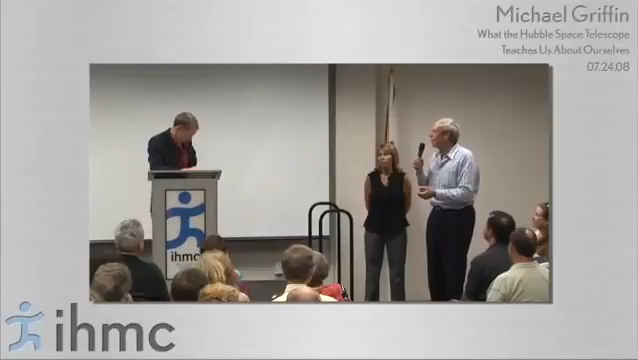 Michael Griffin
What the Hubble Space Telescope
Teaches Us About Ourselves
07.24.08
ihmc
ihmc